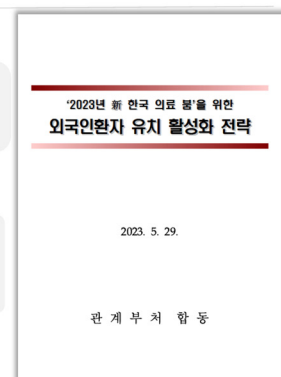 ‘2023년 新 한국 의료 붐’을 위한
외국인환자 유치 활성화 전략
2023. 5. 29.
관계부처 합동